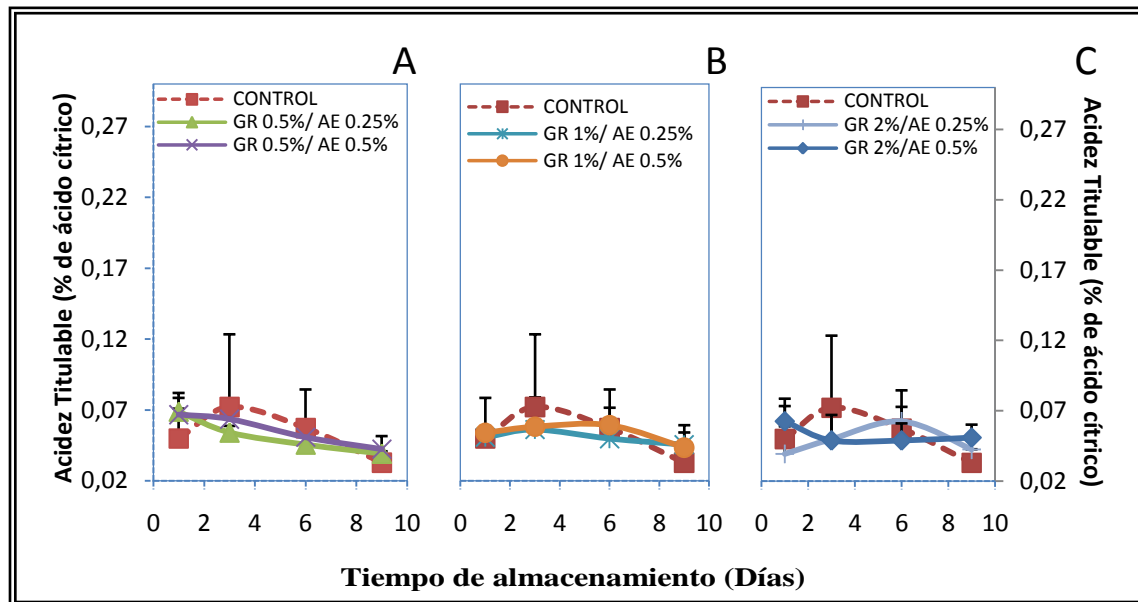 A
B
C
CONTROL
GR 0.5%/ AE 0.25%
GR 0.5%/ AE 0.5%
CONTROL
GR 1%/ AE 0.25%
GR 1%/ AE 0.5%
CONTROL
GR 2%/AE 0.25%
GR 2%/AE 0.5%
Acidez Titulable (% de ácido cítrico)
0,27
0,22
0,17
0,12
0,07
0,02
0,27
0,22
0,17
0,12
0,07
0,02
Acidez Titulable (% de ácido cítrico)
0 2 4 6 8 10
0 2 4 6 8 10
0 2 4 6 8 10
Tiempo de almacenamiento (Días)